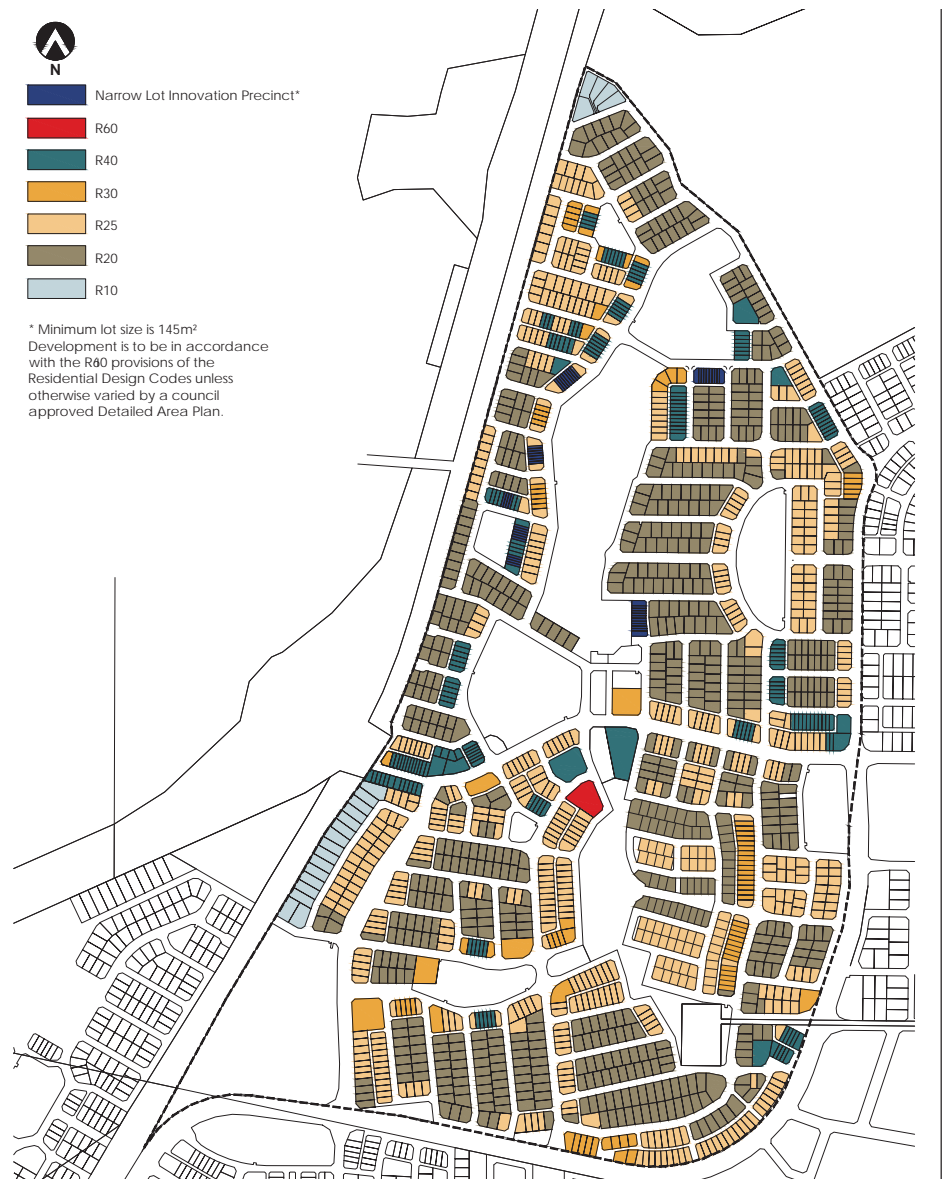 N
Narrow Lot Innovation Precinct*
R60
R40
R30
R25
R20
R10
* Minimum lot size is 145m²
Development is to be in accordance
with the R60 provisions of the
Residential Design Codes unless
otherwise varied by a council
approved Detailed Area Plan.